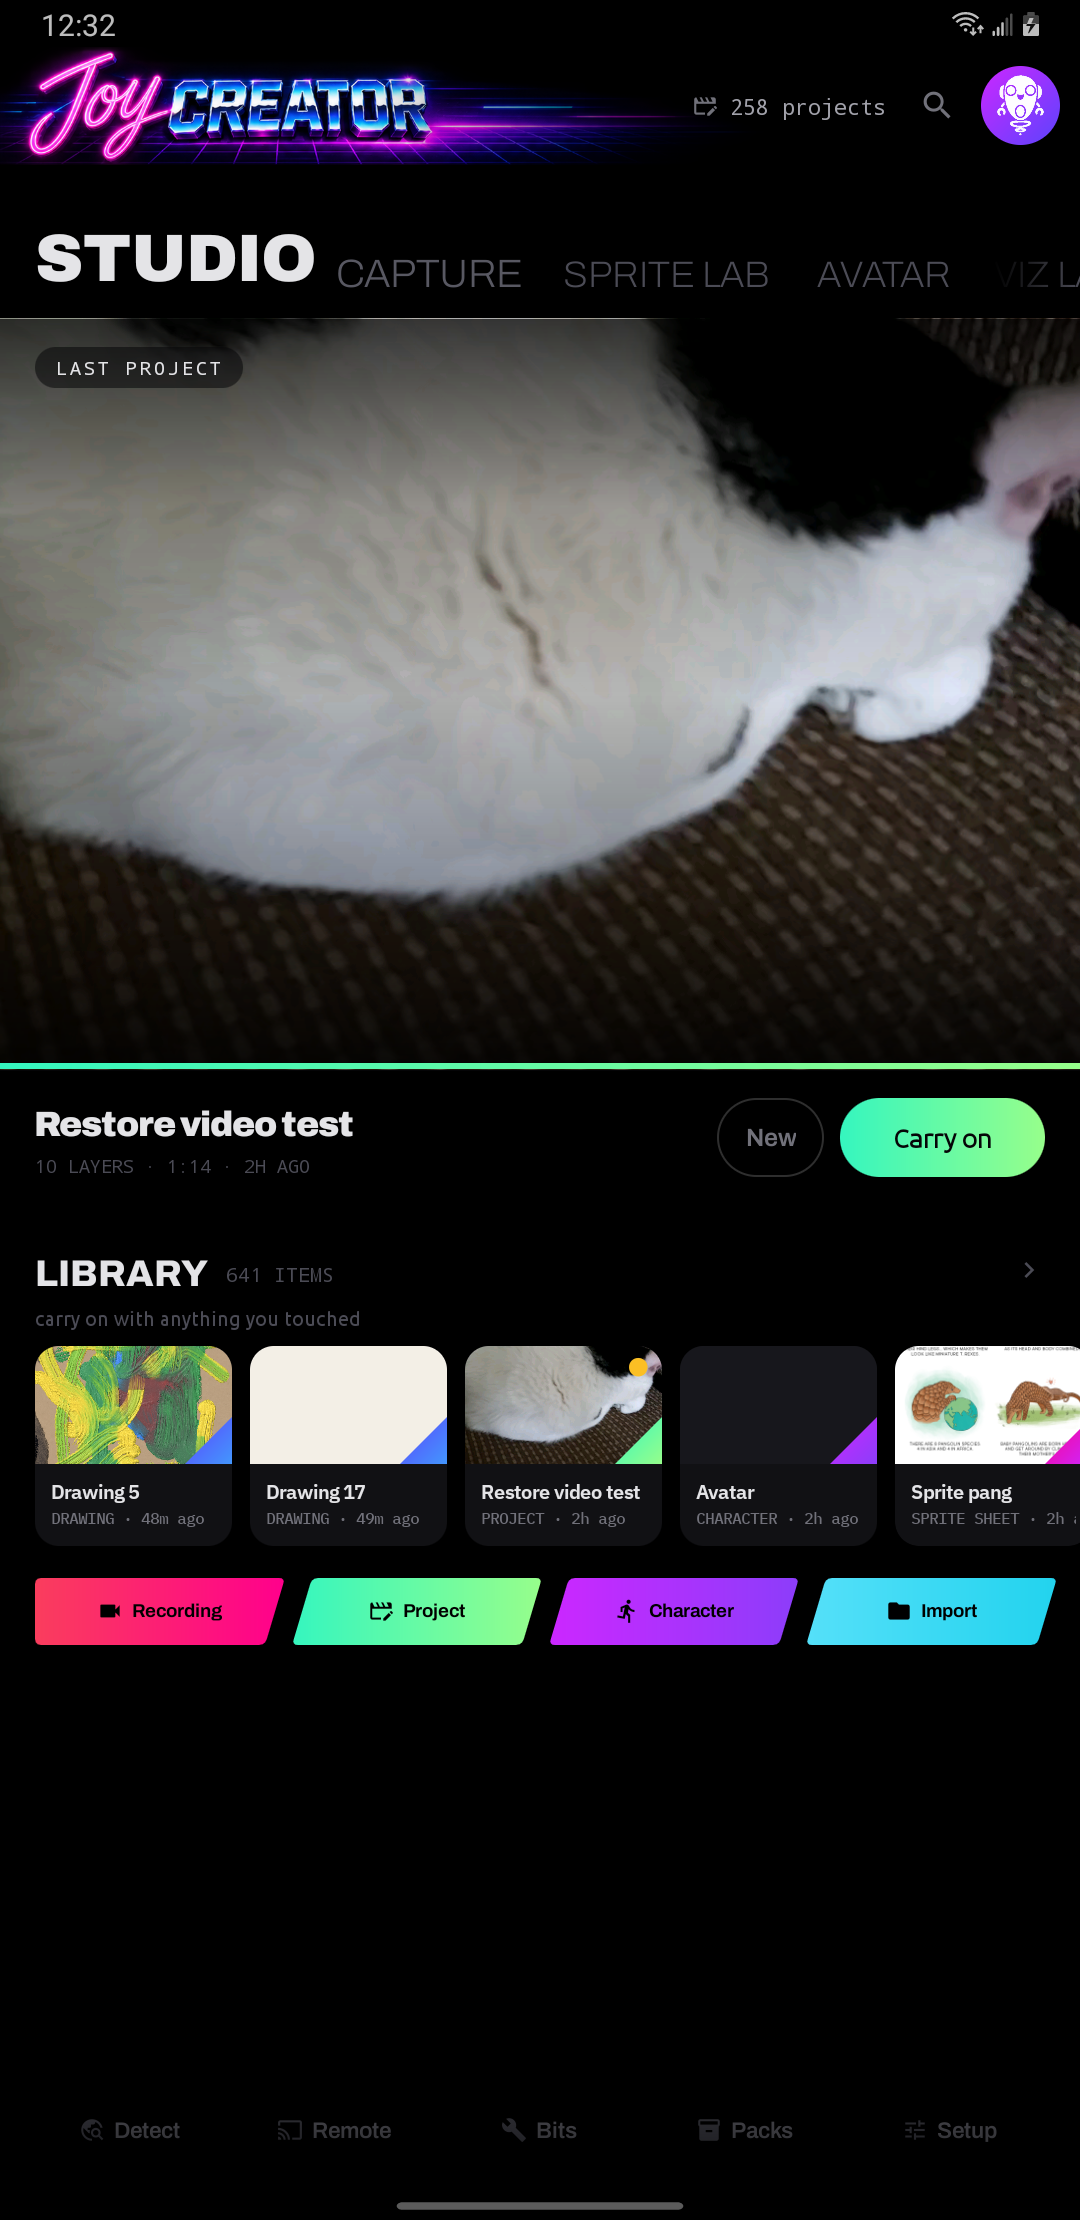 12:32
Joy CREATOR
258 projects
STUDIO CAPTURE SPRITE LAB AVATAR VIZ LA
LAST PROJECT
Restore video test
10 LAYERS · 1:14 · 2H AGO
New
Carry on
LIBRARY 641 ITEMS
carry on with anything you touched
Drawing 5
DRAWING · 48m ago
Drawing 17
DRAWING · 49m ago
Restore video test
PROJECT · 2h ago
Avatar
CHARACTER · 2h ago
Sprite pang
SPRITE SHEET · 2h
Recording
Project
Character
Import
Detect
Remote
Bits
Packs
Setup